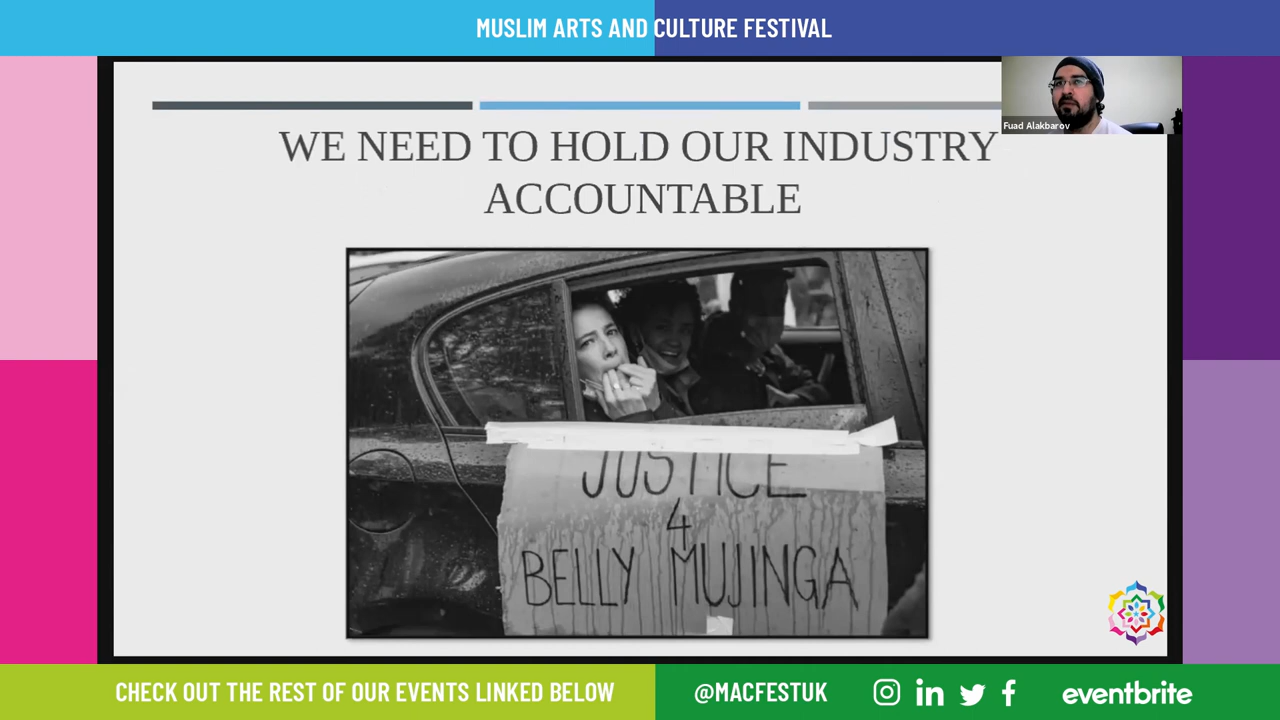 MUSLIM ARTS AND CULTURE FESTIVAL
Fuad Alakbarov
WE NEED TO HOLD OUR INDUSTRY
ACCOUNTABLE
JUSTICE
4
BELLY MUJINGA
CHECK OUT THE REST OF OUR EVENTS LINKED BELOW
@MACFESTUK
eventbrite